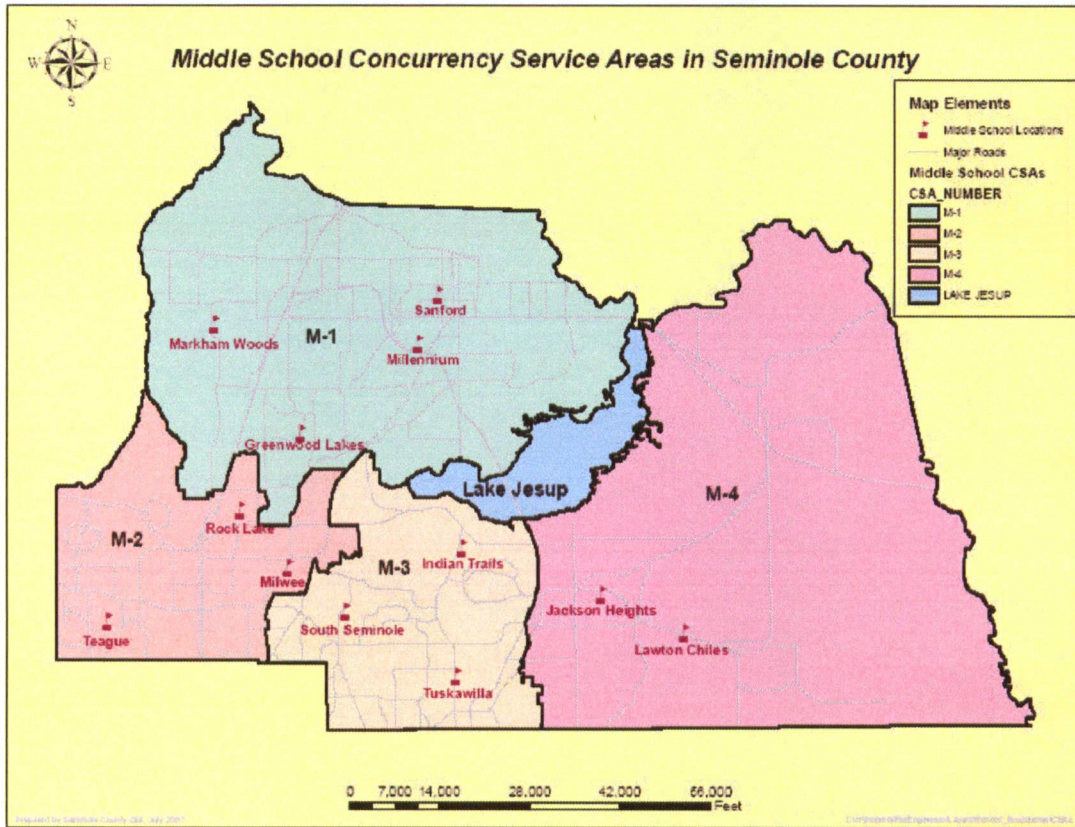 N
W E
S
Middle School Concurrency Service Areas in Seminole County
Map Elements
Middle School Locations
Major Roads
Middle School CSAs
CSA_NUMBER
M-1
M-2
M-3
M-4
LAKE JESUP
Sanford
Markham Woods
M-1
Millennium
Greenwood Lakes
Lake Jesup
M-4
Rock Lake
M-2
Indian Trails
M-3
Milwee
Jackson Heights
South Seminole
Teague
Lawton Chiles
Tuskawilla
0 7,000 14,000 28,000 42,000 56,000
Feet